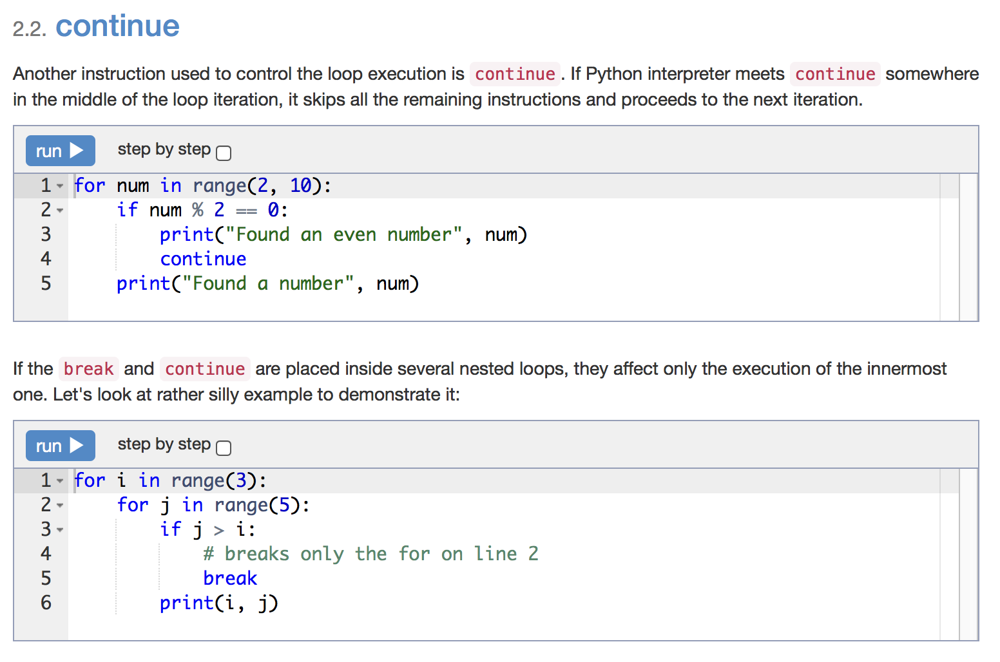 2.2. continue
Another instruction used to control the loop execution is continue. If Python interpreter meets continue somewhere
in the middle of the loop iteration, it skips all the remaining instructions and proceeds to the next iteration.
run step by step
1 for num in range(2, 10):
2     if num % 2 == 0:
3         print("Found an even number", num)
4         continue
5     print("Found a number", num)
If the break and continue are placed inside several nested loops, they affect only the execution of the innermost
one. Let's look at rather silly example to demonstrate it:
run step by step
1 for i in range(3):
2     for j in range(5):
3         if j > i:
4             # breaks only the for on line 2
5             break
6         print(i, j)